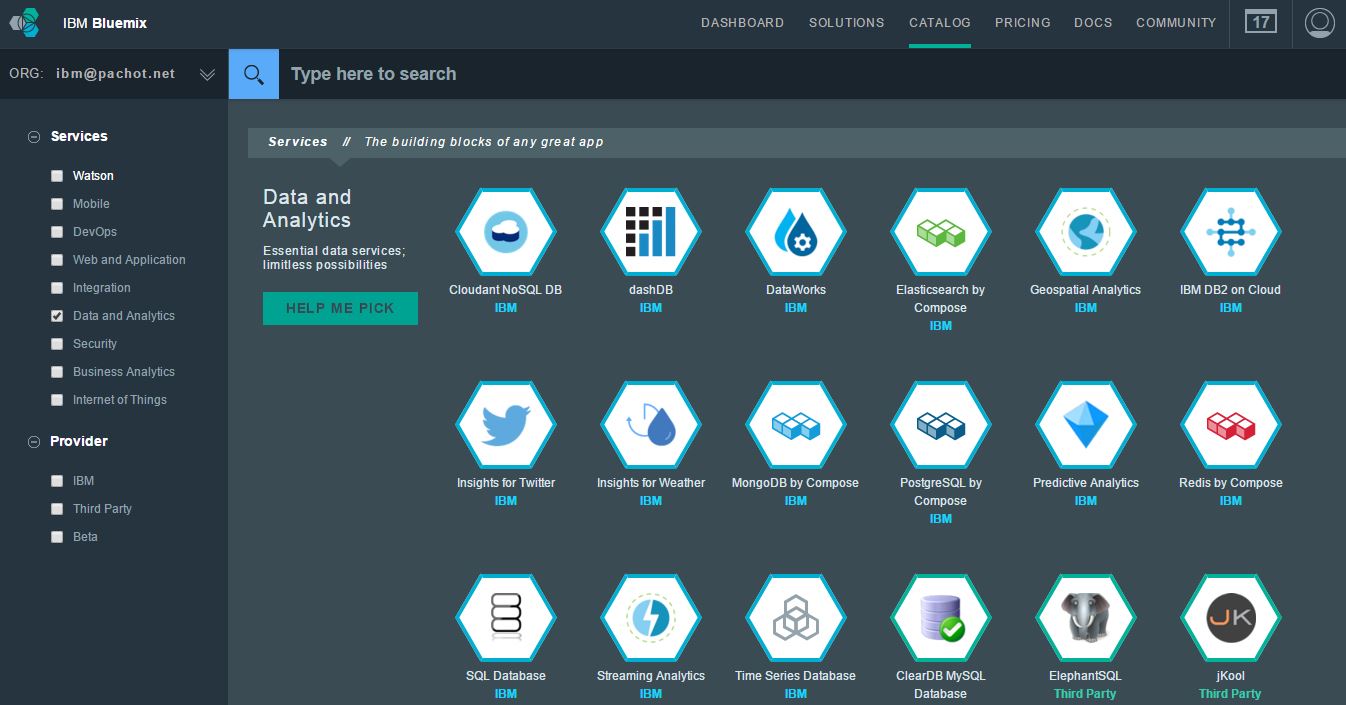 IBM Bluemix
DASHBOARD SOLUTIONS CATALOG PRICING DOCS COMMUNITY 17
ORG: ibm@pachot.net
Type here to search
Services
Watson
Mobile
DevOps
Web and Application
Integration
Data and Analytics
Security
Business Analytics
Internet of Things
Provider
IBM
Third Party
Beta
Services // The building blocks of any great app
Data and
Analytics
Essential data services;
limitless possibilities
HELP ME PICK
Cloudant NoSQL DB
IBM
dashDB
IBM
DataWorks
IBM
Elasticsearch by
Compose
IBM
Geospatial Analytics
IBM
IBM DB2 on Cloud
IBM
Insights for Twitter
IBM
Insights for Weather
IBM
MongoDB by Compose
IBM
PostgreSQL by
Compose
IBM
Predictive Analytics
IBM
Redis by Compose
IBM
SQL Database
IBM
Streaming Analytics
IBM
Time Series Database
IBM
ClearDB MySQL
Database
ElephantSQL
Third Party
JK
jKool
Third Party